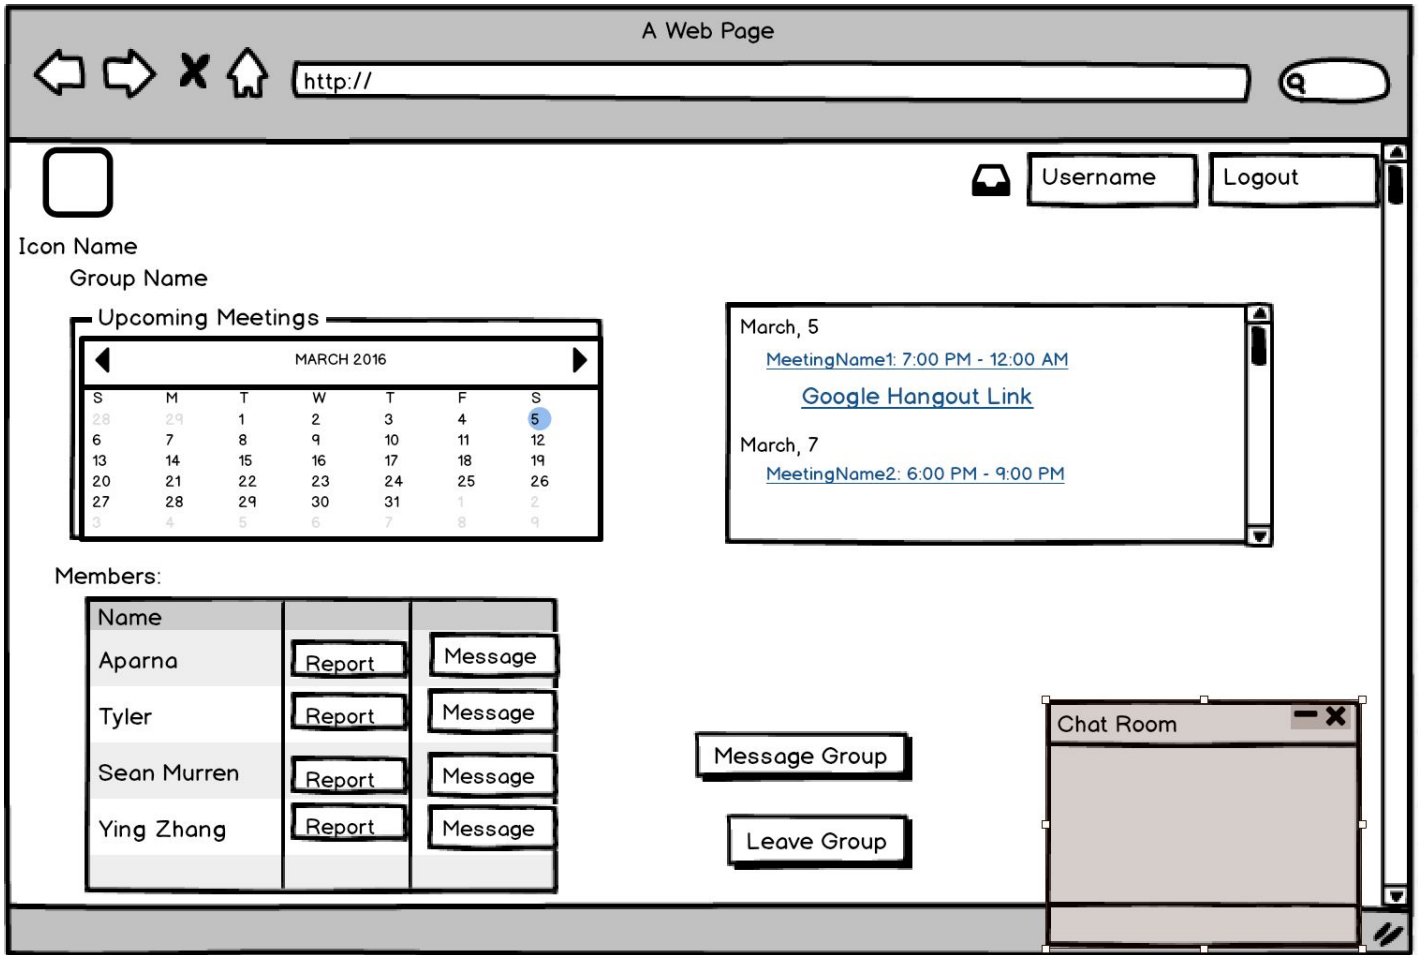 A Web Page
http://
Username
Logout
Icon Name
Group Name
Upcoming Meetings
MARCH 2016
S M T W T F S
28 29 1 2 3 4 5
6 7 8 9 10 11 12
13 14 15 16 17 18 19
20 21 22 23 24 25 26
27 28 29 30 31 1 2
3 4 5 6 7 8 9
March, 5
MeetingName1: 7:00 PM - 12:00 AM
Google Hangout Link
March, 7
MeetingName2: 6:00 PM - 9:00 PM
Members:
Name
Aparna Report Message
Tyler Report Message
Sean Murren Report Message
Ying Zhang Report Message
Message Group
Leave Group
Chat Room